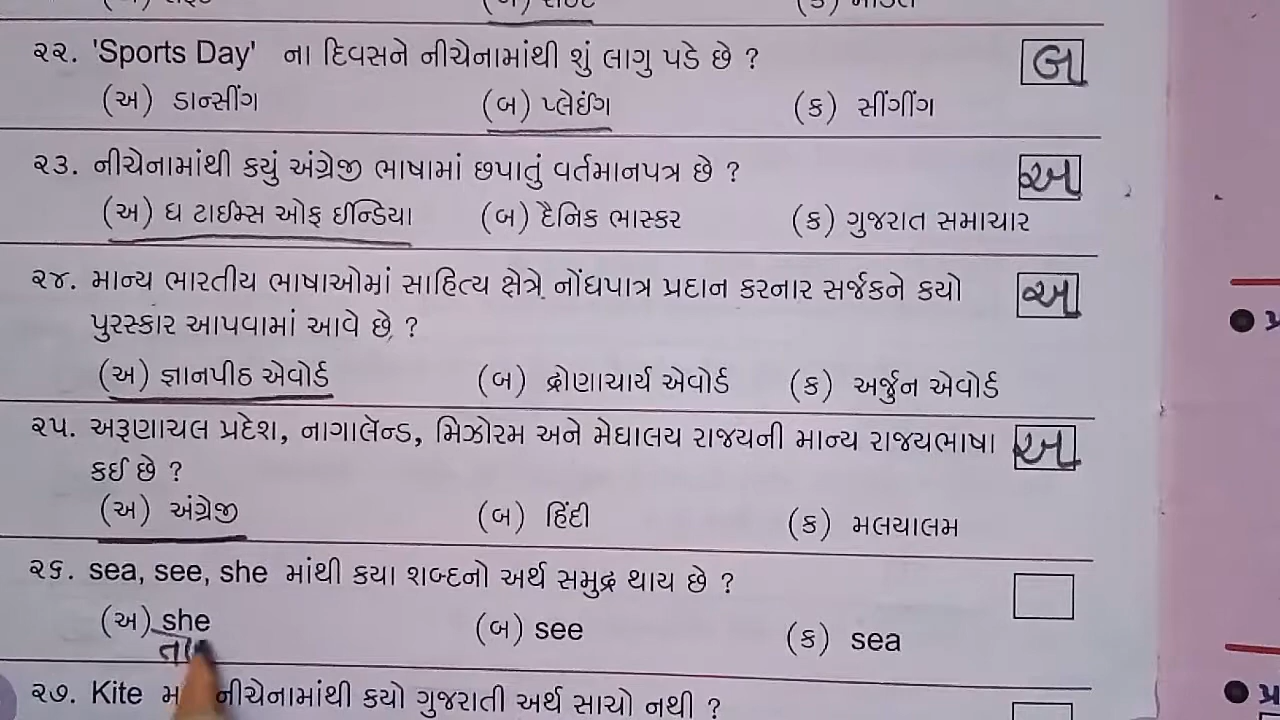 ૨૨. 'Sports Day' ના દિવસને નીચેનામાંથી શું લાગુ પડે છે ? બ
(અ) ડાન્સીંગ (બ) પ્લેઈંગ (ક) સીંગીંગ
૨૩. નીચેનામાંથી કયું અંગ્રેજી ભાષામાં છપાતું વર્તમાનપત્ર છે ? અ
(અ) ધ ટાઈમ્સ ઓફ ઈન્ડિયા (બ) દૈનિક ભાસ્કર (ક) ગુજરાત સમાચાર
૨૪. માન્ય ભારતીય ભાષાઓમાં સાહિત્ય ક્ષેત્રે નોંધપાત્ર પ્રદાન કરનાર સર્જકને કયો અ
પુરસ્કાર આપવામાં આવે છે ?
(અ) જ્ઞાનપીઠ એવોર્ડ (બ) દ્રોણાચાર્ય એવોર્ડ (ક) અર્જુન એવોર્ડ
૨૫. અરૂણાચલ પ્રદેશ, નાગાલૅન્ડ, મિઝોરમ અને મેઘાલય રાજયની માન્ય રાજયભાષા અ
કઈ છે ?
(અ) અંગ્રેજી (બ) હિંદી (ક) મલયાલમ
૨૬. sea, see, she માંથી કયા શબ્દનો અર્થ સમુદ્ર થાય છે ?
(અ) she (બ) see (ક) sea
૨૭. Kite નીચેનામાંથી કયો ગુજરાતી અર્થ સાચો નથી ?